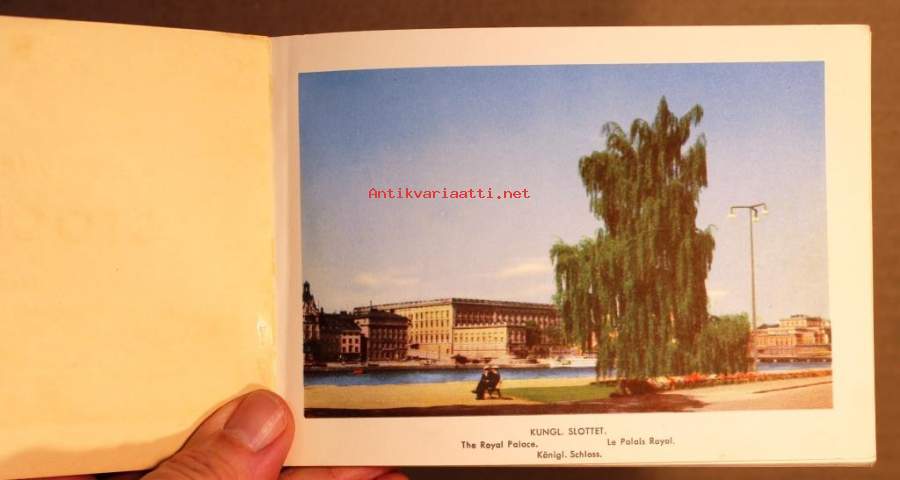 Antikvariaatti.net
KUNGL. SLOTTET.
The Royal Palace. Le Palais Royal.
Königl. Schloss.